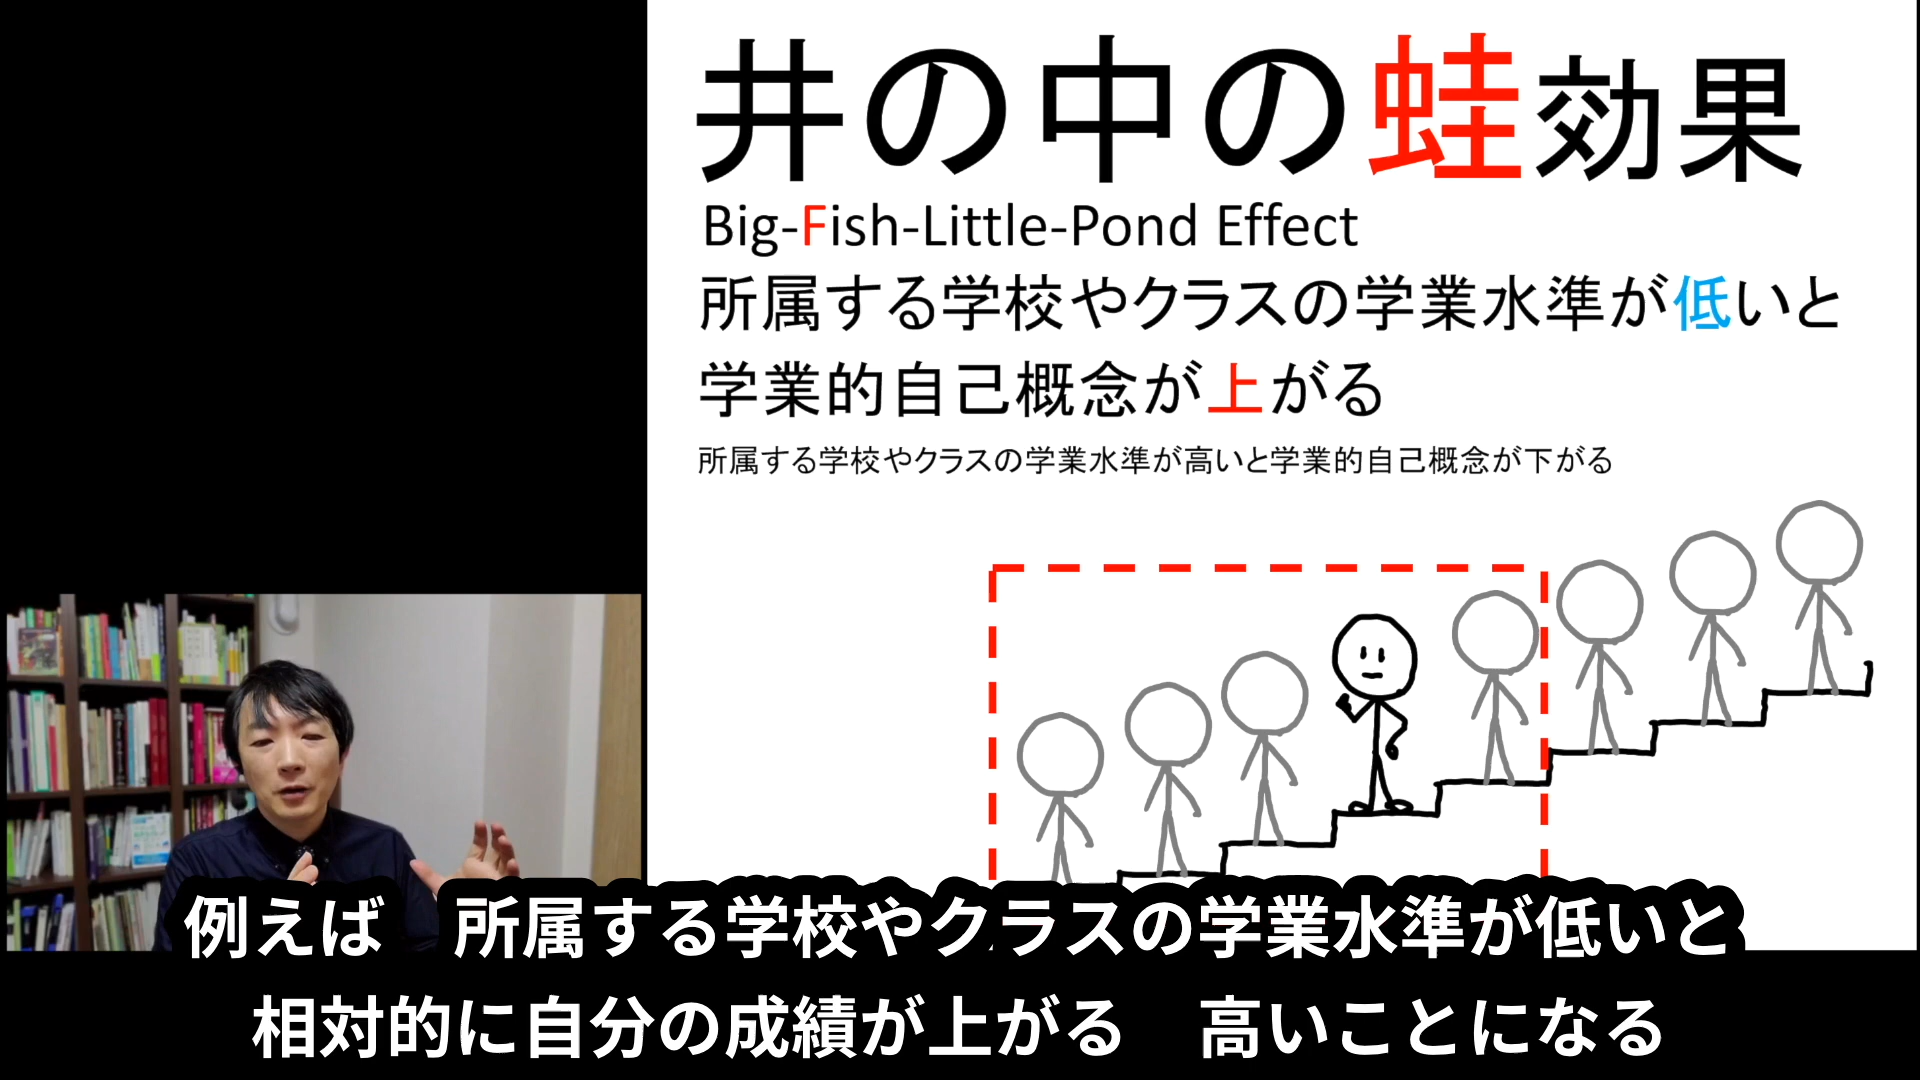 井の中の蛙効果
Big-Fish-Little-Pond Effect
所属する学校やクラスの学業水準が低いと
学業的自己概念が上がる
所属する学校やクラスの学業水準が高いと学業的自己概念が下がる
例えば　所属する学校やクラスの学業水準が低いと
相対的に自分の成績が上がる　高いことになる